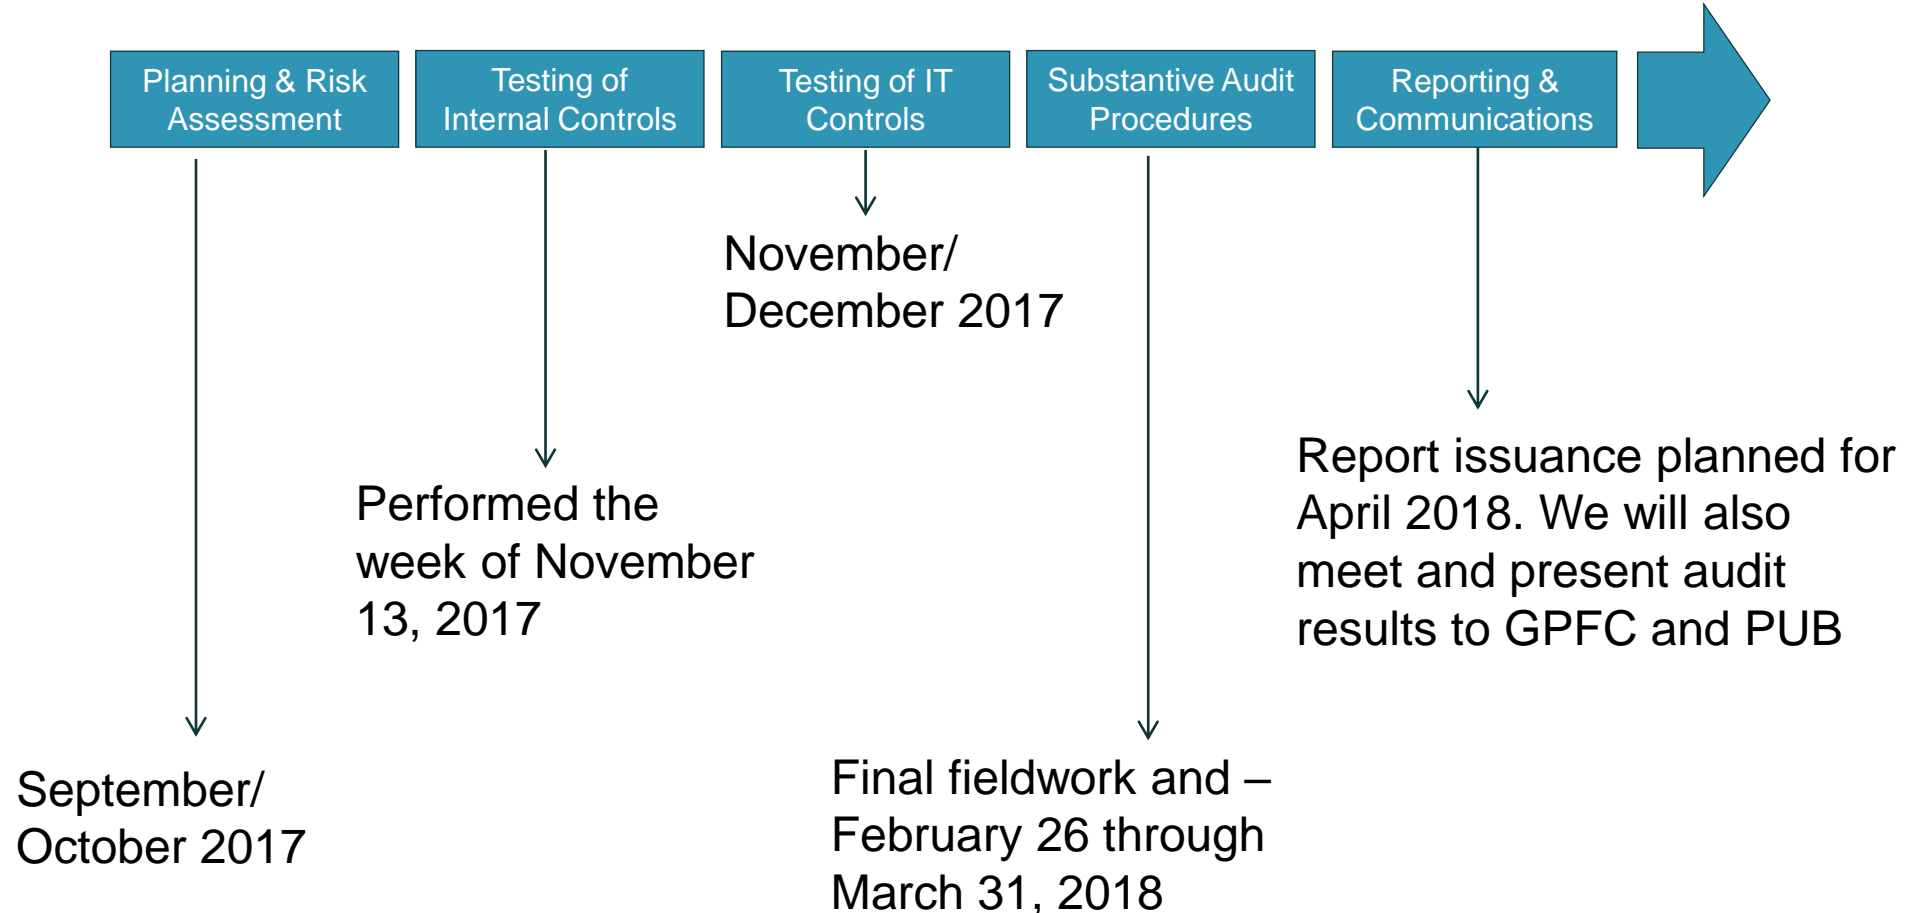 Planning & Risk
Assessment
Testing of
Internal Controls
Testing of IT
Controls
Substantive Audit
Procedures
Reporting &
Communications
November/
December 2017
Performed the
week of November
13, 2017
Report issuance planned for
April 2018. We will also
meet and present audit
results to GPFC and PUB
September/
October 2017
Final fieldwork and –
February 26 through
March 31, 2018